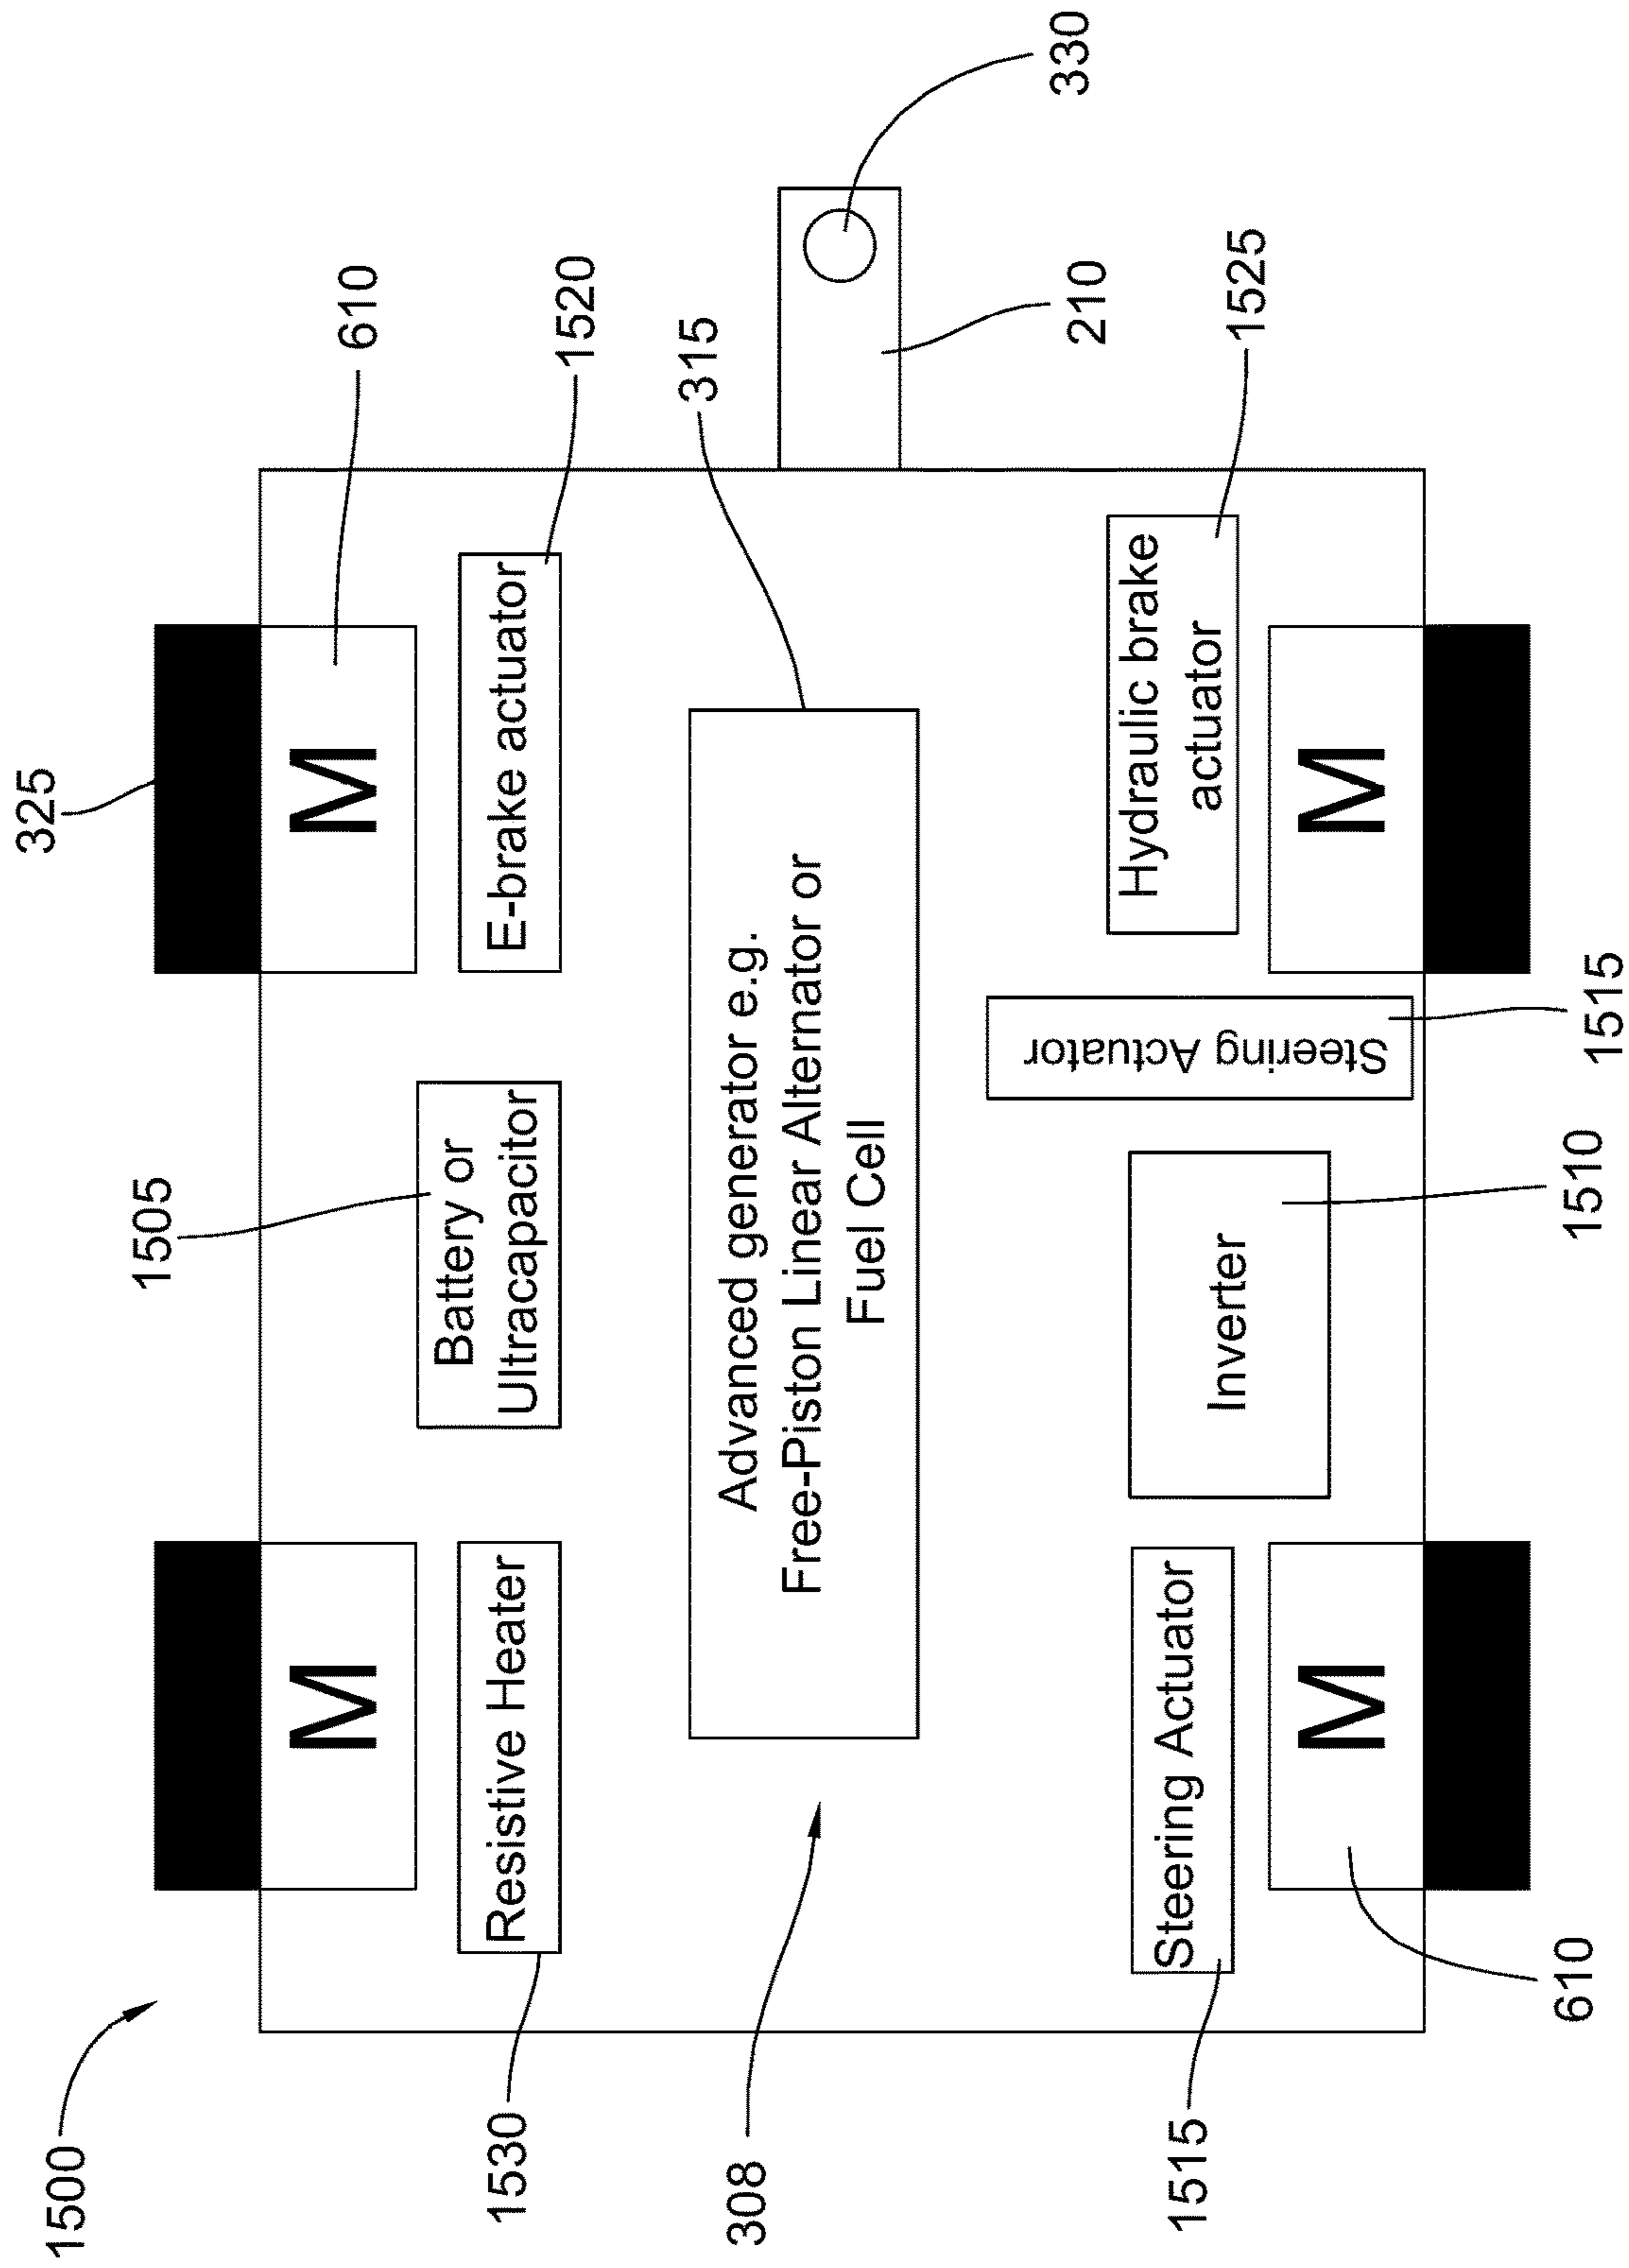 1500
325
1505
M
M
610
Battery or
Ultracapacitor
1530
Resistive Heater
E-brake actuator
1520
315
308
Advanced generator e.g.
Free-Piston Linear Alternator or
Fuel Cell
330
210
1515
Steering Actuator
Inverter
Steering Actuator
Hydraulic brake
actuator
1525
M
M
610
1510
1515